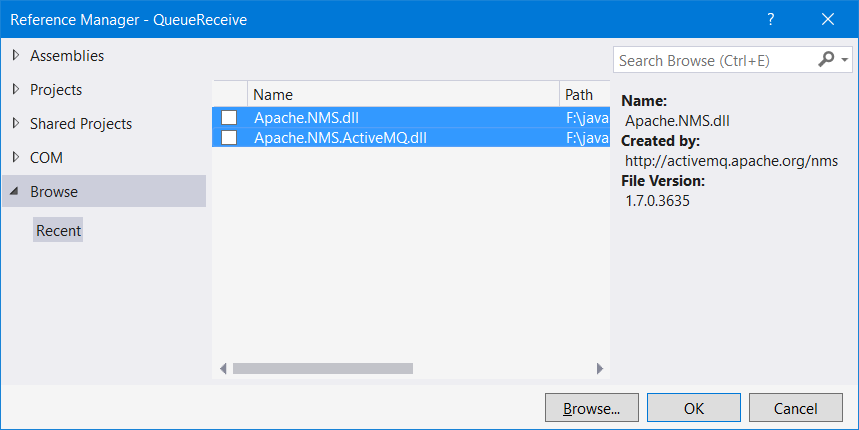 Reference Manager - QueueReceive
?
Assemblies
Projects
Shared Projects
COM
Browse
Recent
Name Path
Apache.NMS.dll F:\java
Apache.NMS.ActiveMQ.dll F:\java
Search Browse (Ctrl+E)
Name:
Apache.NMS.dll
Created by:
http://activemq.apache.org/nms
File Version:
1.7.0.3635
Browse... OK Cancel